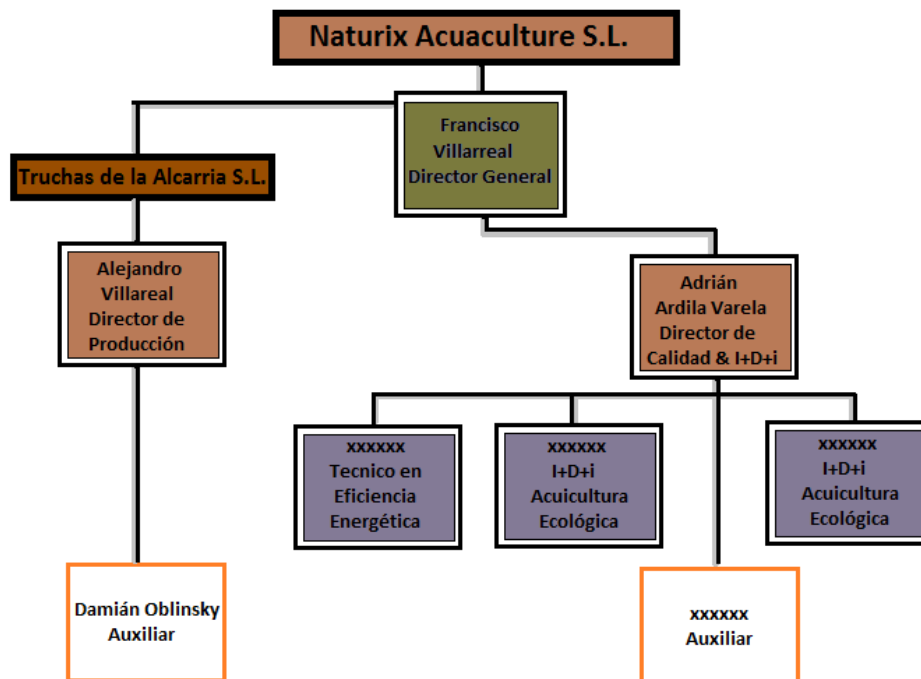 Naturix Acuaculture S.L.
Francisco
Villarreal
Director General
Truchas de la Alcarria S.L.
Alejandro
Villareal
Director de
Producción
Adrián
Ardila Varela
Director de
Calidad & I+D+i
xxxxxx
Tecnico en
Eficiencia
Energética
xxxxxx
I+D+i
Acuicultura
Ecológica
xxxxxx
I+D+i
Acuicultura
Ecológica
Damián Oblinsky
Auxiliar
xxxxxx
Auxiliar